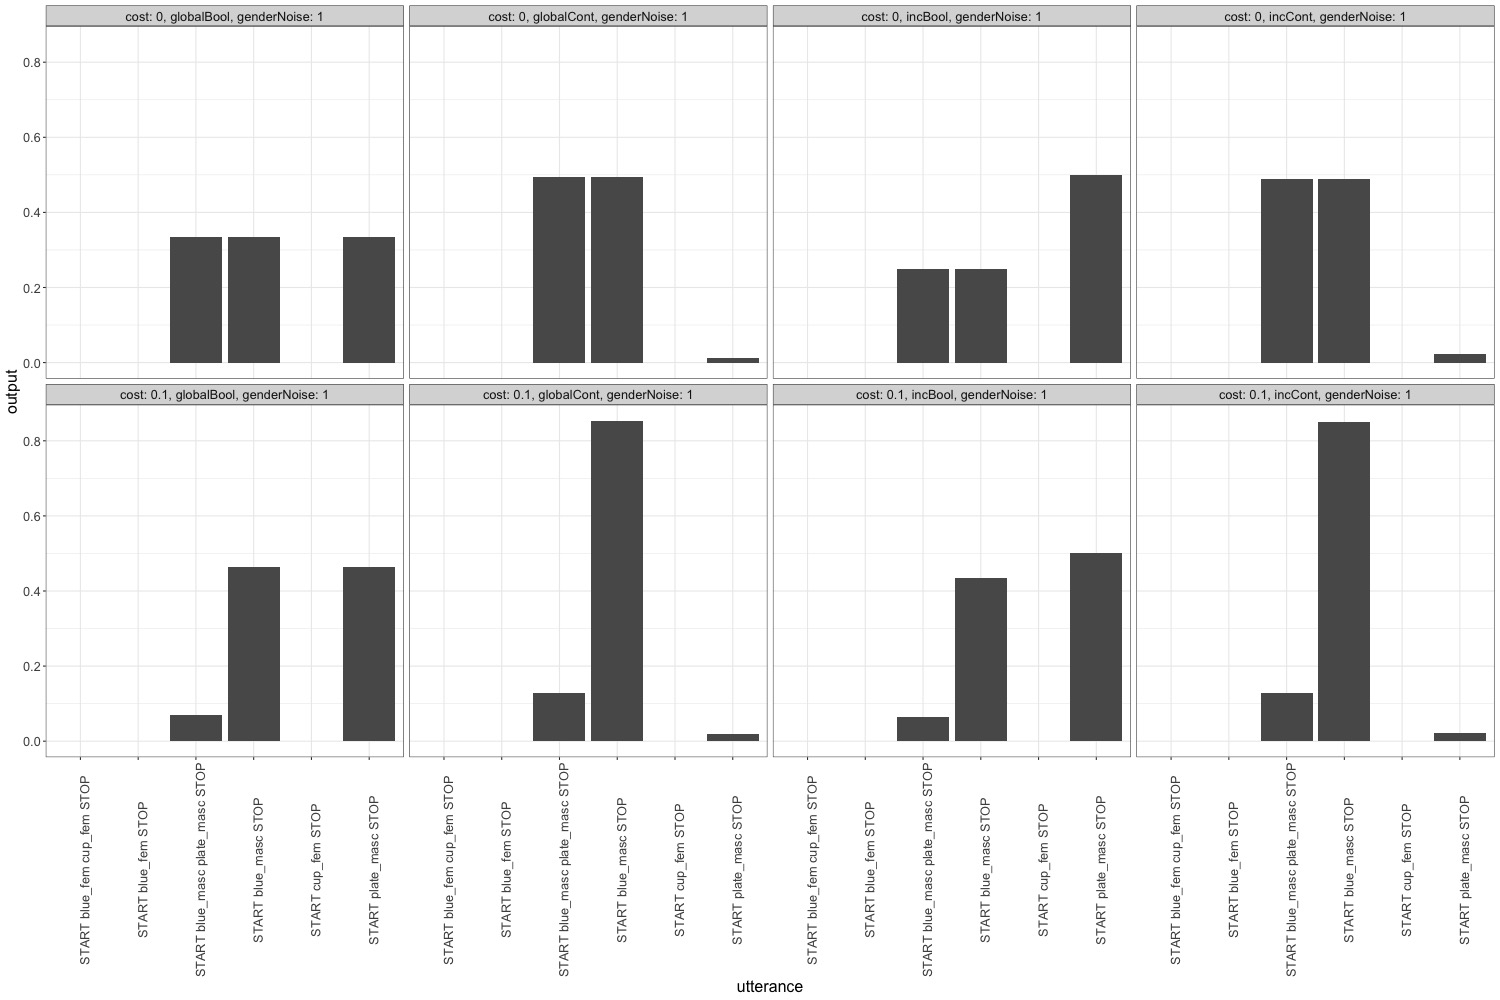 cost: 0, globalBool, genderNoise: 1
cost: 0, globalCont, genderNoise: 1
cost: 0, incBool, genderNoise: 1
cost: 0, incCont, genderNoise: 1
0.8
0.6
0.4
0.2
0.0
output
cost: 0.1, globalBool, genderNoise: 1
cost: 0.1, globalCont, genderNoise: 1
cost: 0.1, incBool, genderNoise: 1
cost: 0.1, incCont, genderNoise: 1
0.8
0.6
0.4
0.2
0.0
START blue_fem cup_fem STOP
START blue_fem STOP
START blue_masc plate_masc STOP
START blue_masc STOP
START cup_fem STOP
START plate_masc STOP
START blue_fem cup_fem STOP
START blue_fem STOP
START blue_masc plate_masc STOP
START blue_masc STOP
START cup_fem STOP
START plate_masc STOP
START blue_fem cup_fem STOP
START blue_fem STOP
START blue_masc plate_masc STOP
START blue_masc STOP
START cup_fem STOP
START plate_masc STOP
START blue_fem cup_fem STOP
START blue_fem STOP
START blue_masc plate_masc STOP
START blue_masc STOP
START cup_fem STOP
START plate_masc STOP
utterance